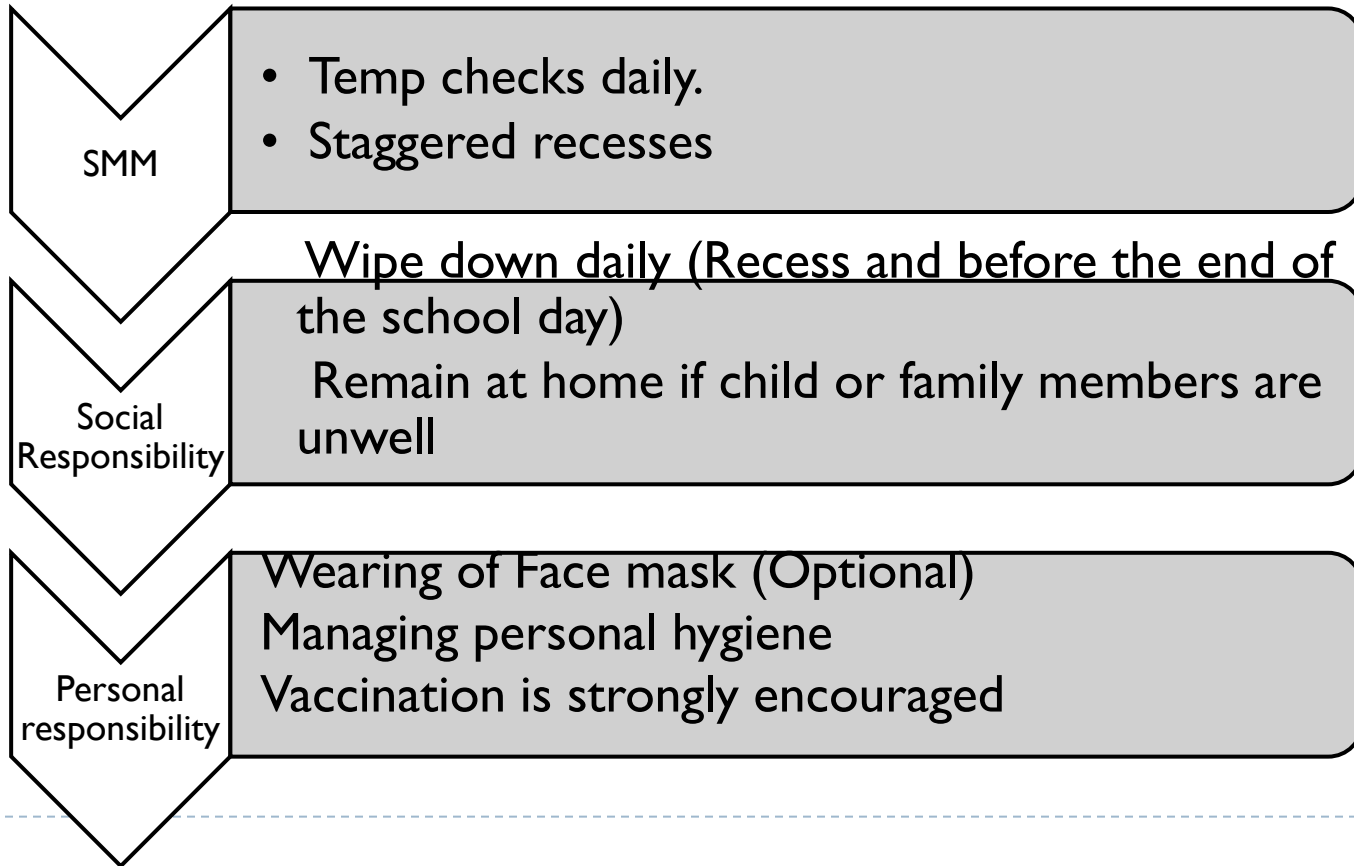 SMM
• Temp checks daily.
• Staggered recesses
Social
Responsibility
Wipe down daily (Recess and before the end of
the school day)
Remain at home if child or family members are
unwell
Personal
responsibility
Wearing of Face mask (Optional)
Managing personal hygiene
Vaccination is strongly encouraged